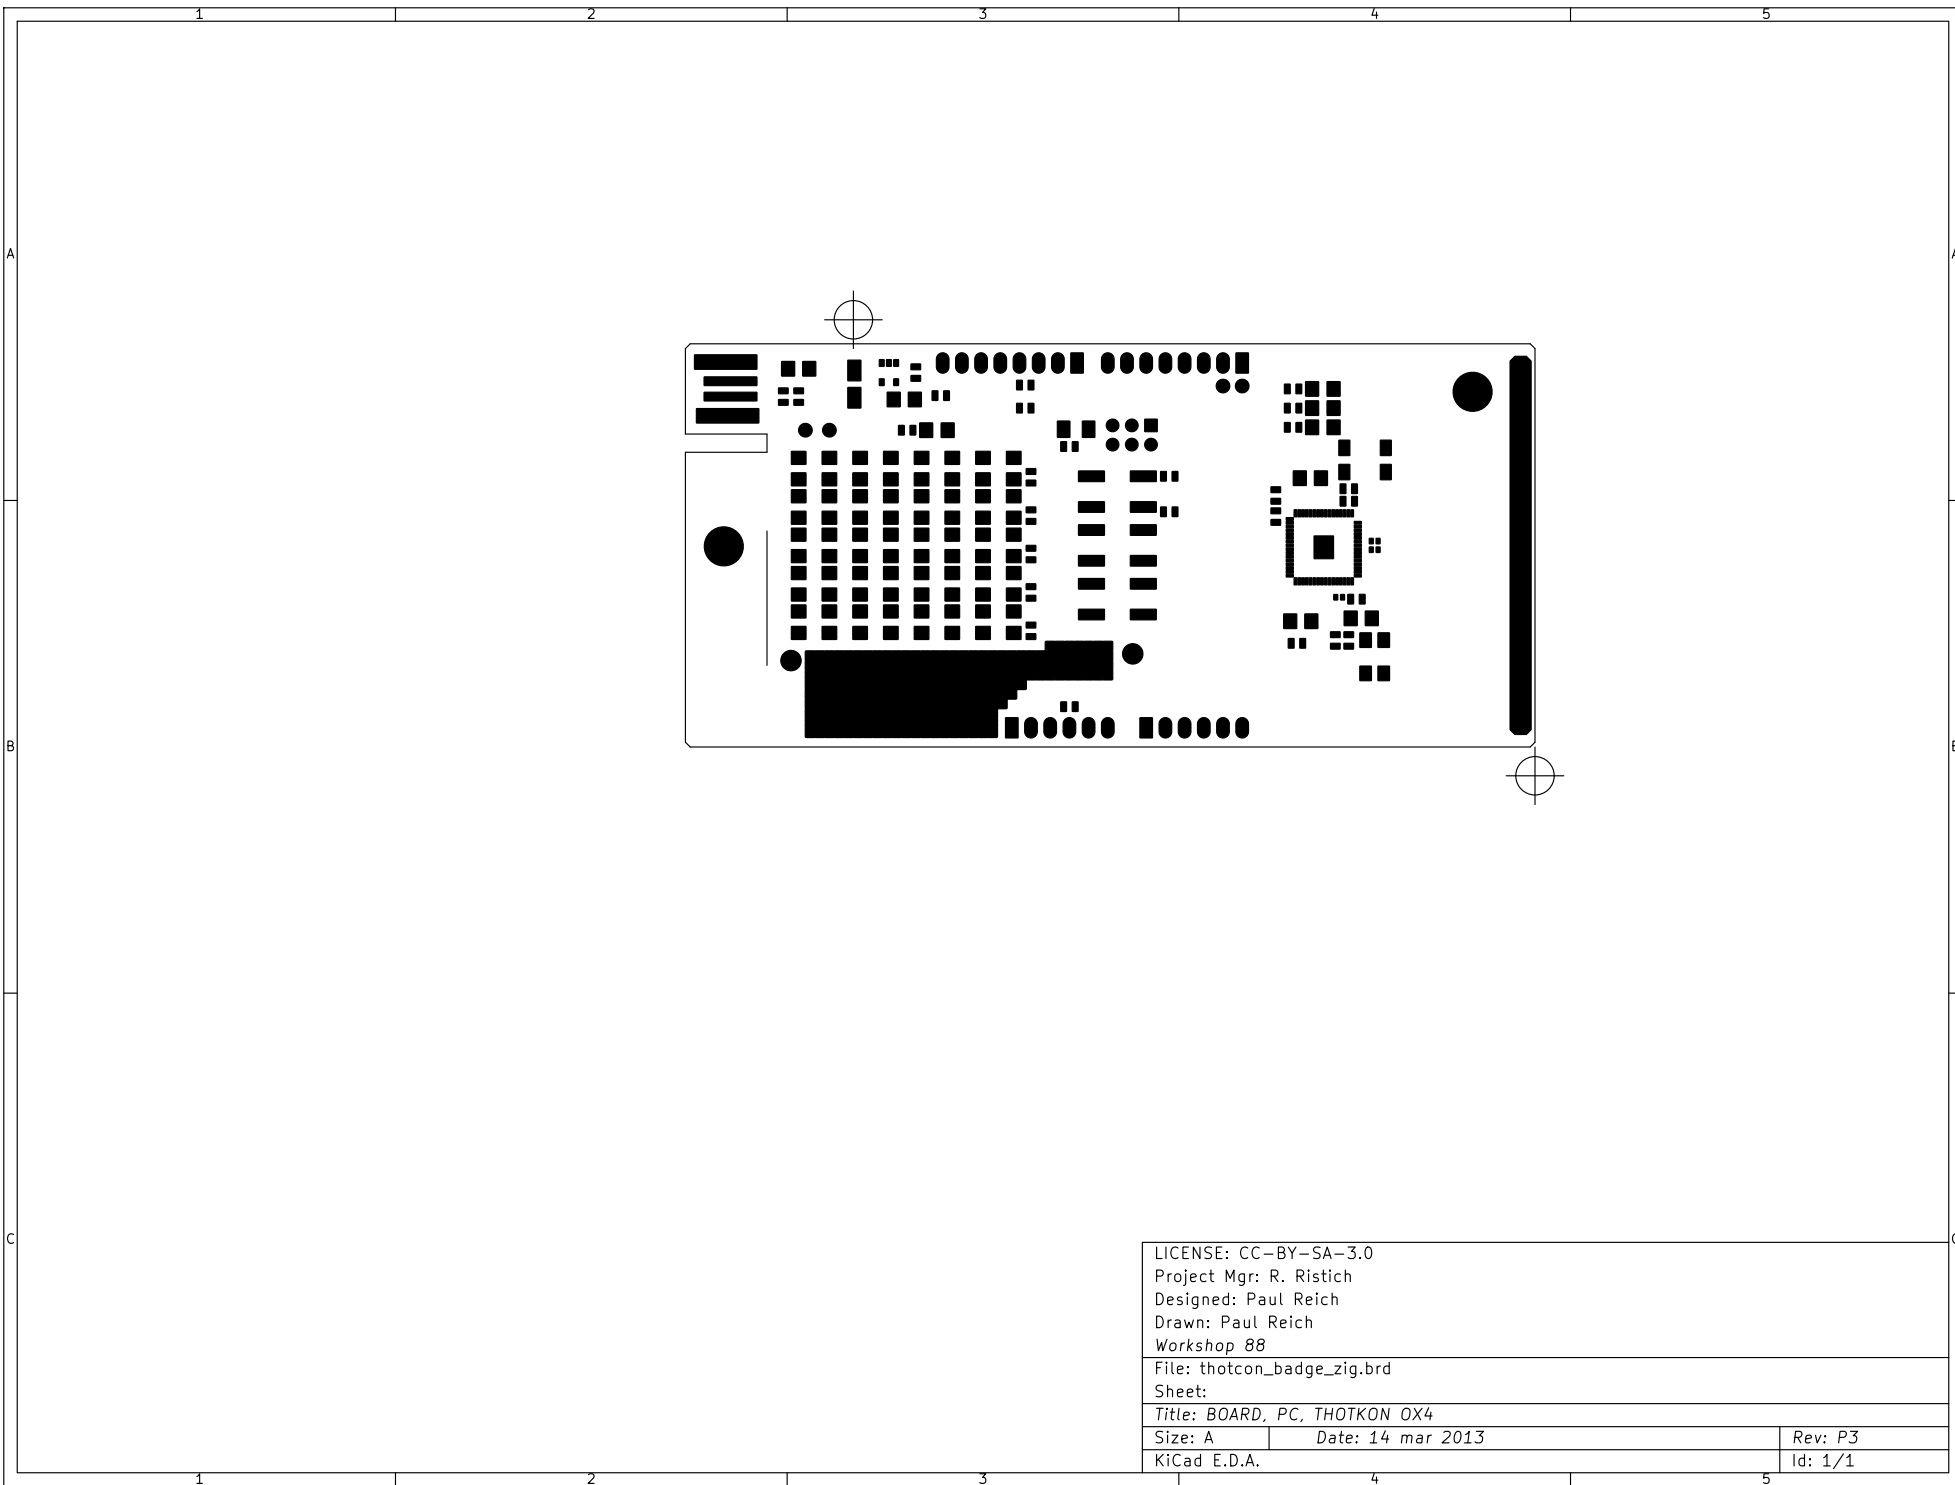 1 2 3 4 5
A A
B B
C C
LICENSE: CC-BY-SA-3.0
Project Mgr: R. Ristich
Designed: Paul Reich
Drawn: Paul Reich
Workshop 88
File: thotcon_badge_zig.brd
Sheet:
Title: BOARD, PC, THOTKON OX4
Size: A Date: 14 mar 2013 Rev: P3
KiCad E.D.A. Id: 1/1
1 2 3 4 5